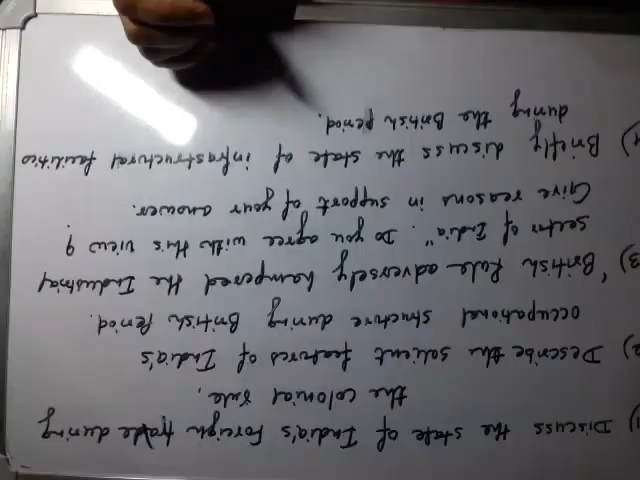 1) Discuss the state of India's Foreign trade during
the colonial rule.
2) Describe the salient features of India's
occupational structure during British Period.
3) "British Rule adversely hampered the Industrial
sector of India". Do you agree with this view?
Give reasons in support of your answer.
4) Briefly discuss the state of infrastructural facilities
during the British period.